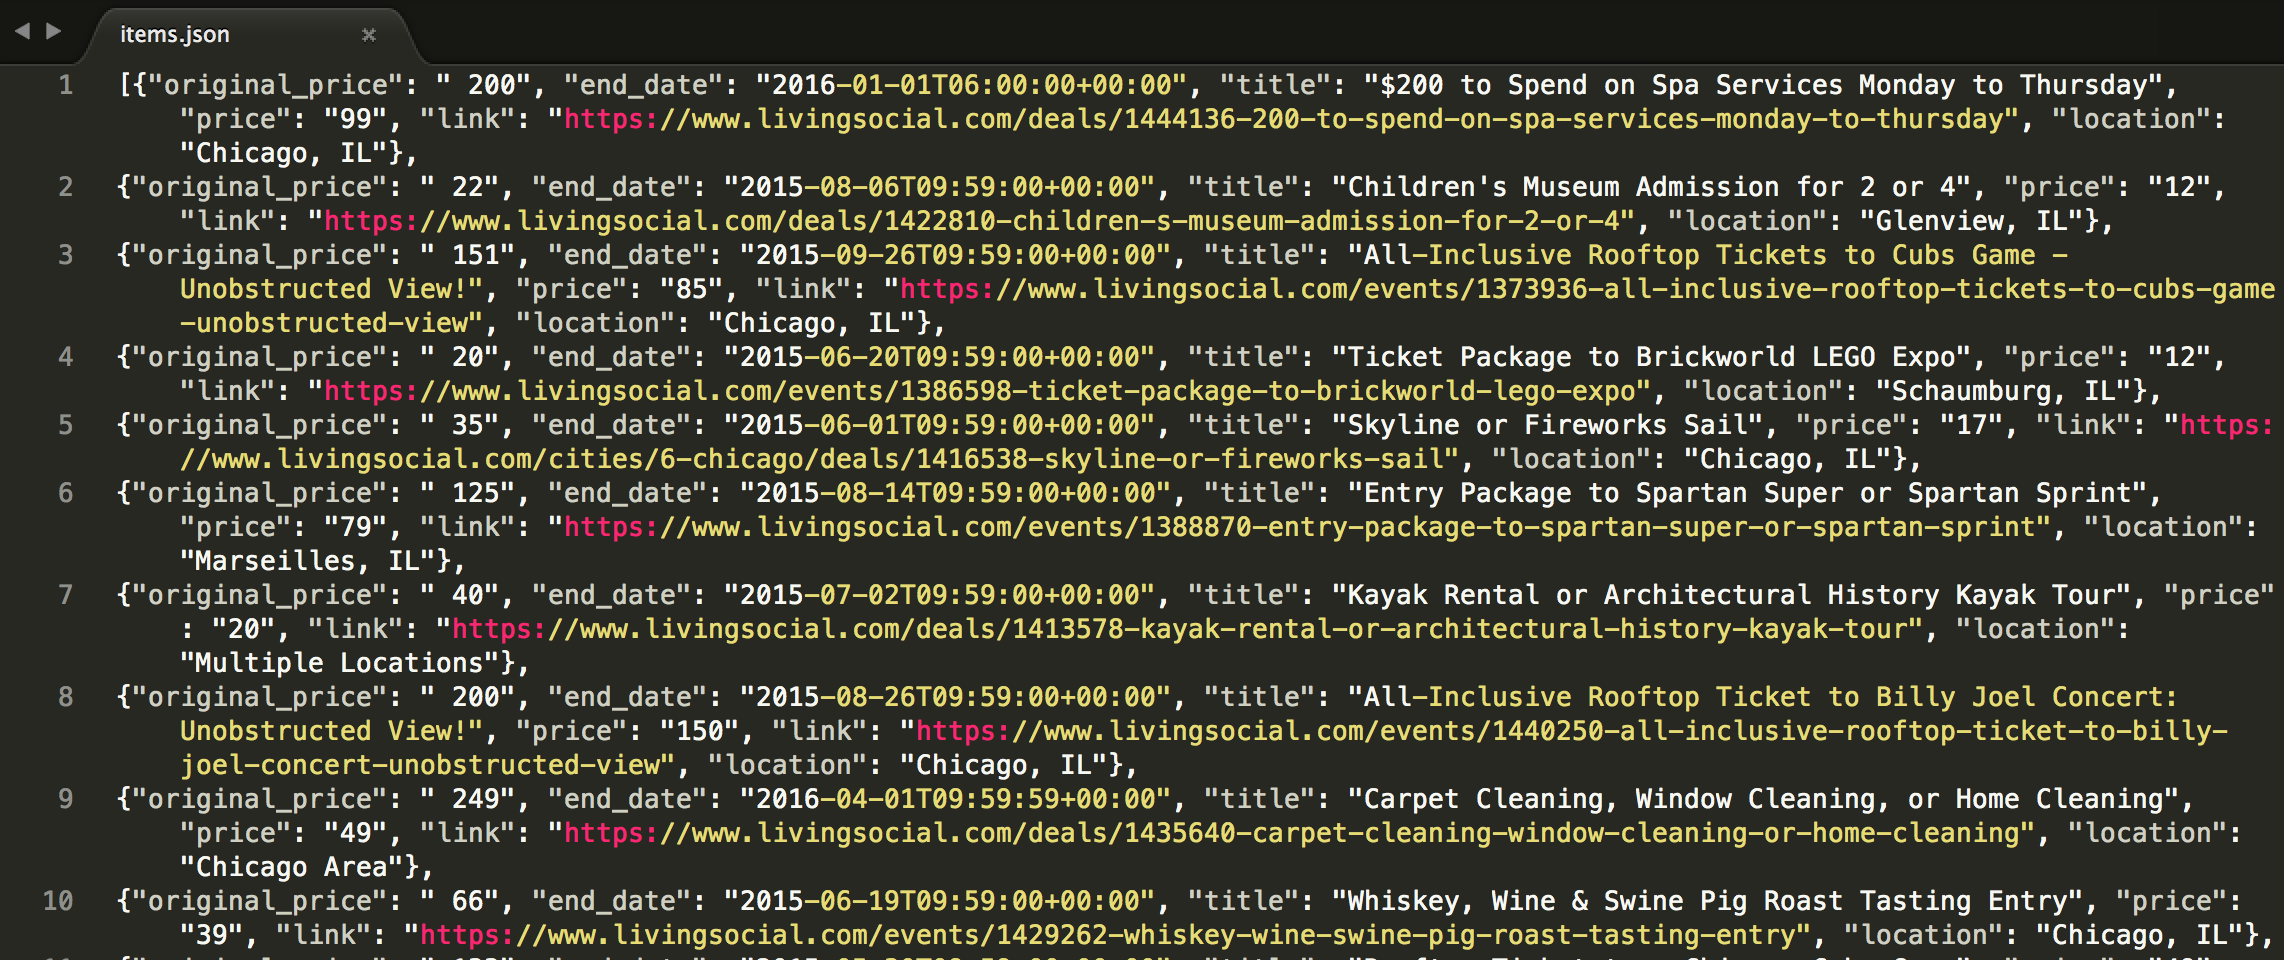 items.json
1 [{"original_price": " 200", "end_date": "2016-01-01T06:00:00+00:00", "title": "$200 to Spend on Spa Services Monday to Thursday",
"price": "99", "link": "https://www.livingsocial.com/deals/1444136-200-to-spend-on-spa-services-monday-to-thursday", "location":
"Chicago, IL"},
2 {"original_price": " 22", "end_date": "2015-08-06T09:59:00+00:00", "title": "Children's Museum Admission for 2 or 4", "price": "12",
"link": "https://www.livingsocial.com/deals/1422810-children-s-museum-admission-for-2-or-4", "location": "Glenview, IL"},
3 {"original_price": " 151", "end_date": "2015-09-26T09:59:00+00:00", "title": "All-Inclusive Rooftop Tickets to Cubs Game -
Unobstructed View!", "price": "85", "link": "https://www.livingsocial.com/events/1373936-all-inclusive-rooftop-tickets-to-cubs-game
-unobstructed-view", "location": "Chicago, IL"},
4 {"original_price": " 20", "end_date": "2015-06-20T09:59:00+00:00", "title": "Ticket Package to Brickworld LEGO Expo", "price": "12",
"link": "https://www.livingsocial.com/events/1386598-ticket-package-to-brickworld-lego-expo", "location": "Schaumburg, IL"},
5 {"original_price": " 35", "end_date": "2015-06-01T09:59:00+00:00", "title": "Skyline or Fireworks Sail", "price": "17", "link": "https:
//www.livingsocial.com/cities/6-chicago/deals/1416538-skyline-or-fireworks-sail", "location": "Chicago, IL"},
6 {"original_price": " 125", "end_date": "2015-08-14T09:59:00+00:00", "title": "Entry Package to Spartan Super or Spartan Sprint",
"price": "79", "link": "https://www.livingsocial.com/events/1388870-entry-package-to-spartan-super-or-spartan-sprint", "location":
"Marseilles, IL"},
7 {"original_price": " 40", "end_date": "2015-07-02T09:59:00+00:00", "title": "Kayak Rental or Architectural History Kayak Tour", "price"
: "20", "link": "https://www.livingsocial.com/deals/1413578-kayak-rental-or-architectural-history-kayak-tour", "location":
"Multiple Locations"},
8 {"original_price": " 200", "end_date": "2015-08-26T09:59:00+00:00", "title": "All-Inclusive Rooftop Ticket to Billy Joel Concert:
Unobstructed View!", "price": "150", "link": "https://www.livingsocial.com/events/1440250-all-inclusive-rooftop-ticket-to-billy-
joel-concert-unobstructed-view", "location": "Chicago, IL"},
9 {"original_price": " 249", "end_date": "2016-04-01T09:59:59+00:00", "title": "Carpet Cleaning, Window Cleaning, or Home Cleaning",
"price": "49", "link": "https://www.livingsocial.com/deals/1435640-carpet-cleaning-window-cleaning-or-home-cleaning", "location":
"Chicago Area"},
10 {"original_price": " 66", "end_date": "2015-06-19T09:59:00+00:00", "title": "Whiskey, Wine & Swine Pig Roast Tasting Entry", "price":
"39", "link": "https://www.livingsocial.com/events/1429262-whiskey-wine-swine-pig-roast-tasting-entry", "location": "Chicago, IL"},